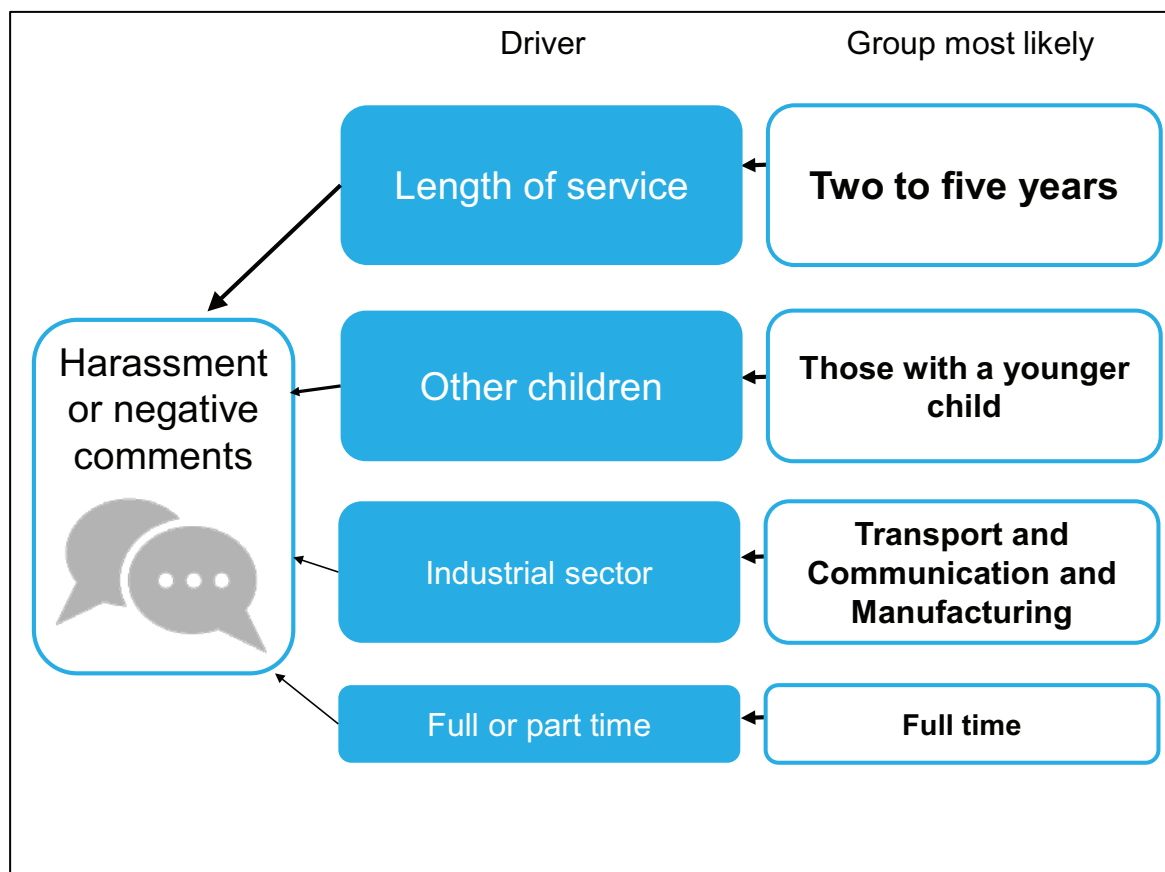 Driver
Group most likely
Length of service
Two to five years
Harassment
or negative
comments
Other children
Those with a younger
child
Industrial sector
Transport and
Communication and
Manufacturing
Full or part time
Full time